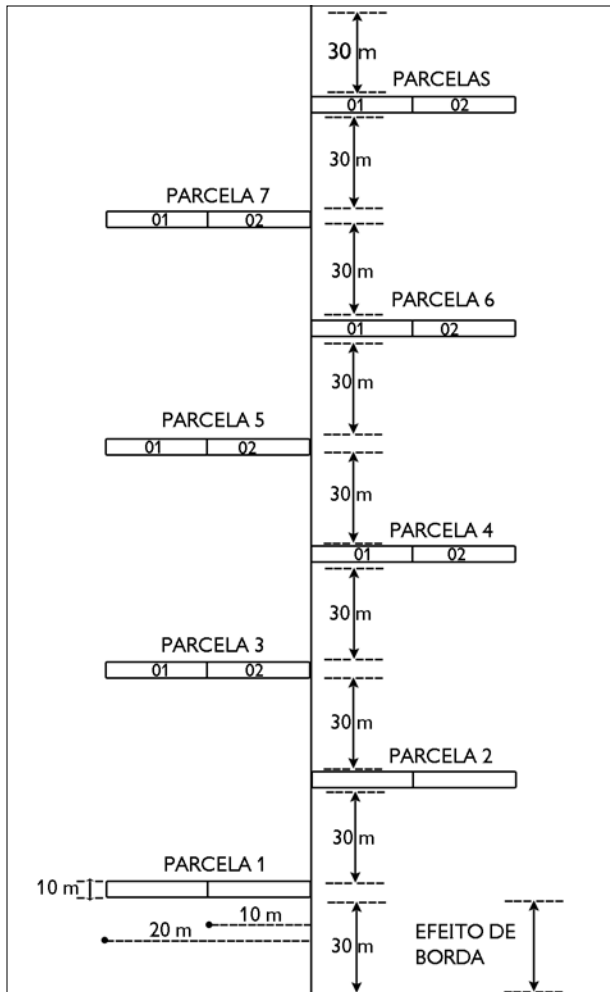 30 m
PARCELAS
01 02
30 m
PARCELA 7
01 02
30 m
PARCELA 6
01 02
30 m
PARCELA 5
01 02
30 m
PARCELA 4
01 02
30 m
PARCELA 3
01 02
30 m
PARCELA 2
30 m
PARCELA 1
10 m
10 m
20 m
30 m
EFEITO DE
BORDA